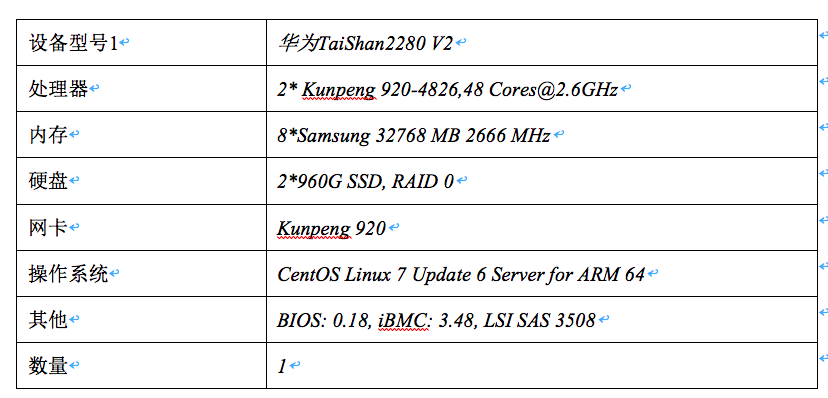 设备型号1 华为TaiShan2280 V2
处理器 2* Kunpeng 920-4826,48 Cores@2.6GHz
内存 8*Samsung 32768 MB 2666 MHz
硬盘 2*960G SSD, RAID 0
网卡 Kunpeng 920
操作系统 CentOS Linux 7 Update 6 Server for ARM 64
其他 BIOS: 0.18, iBMC: 3.48, LSI SAS 3508
数量 1